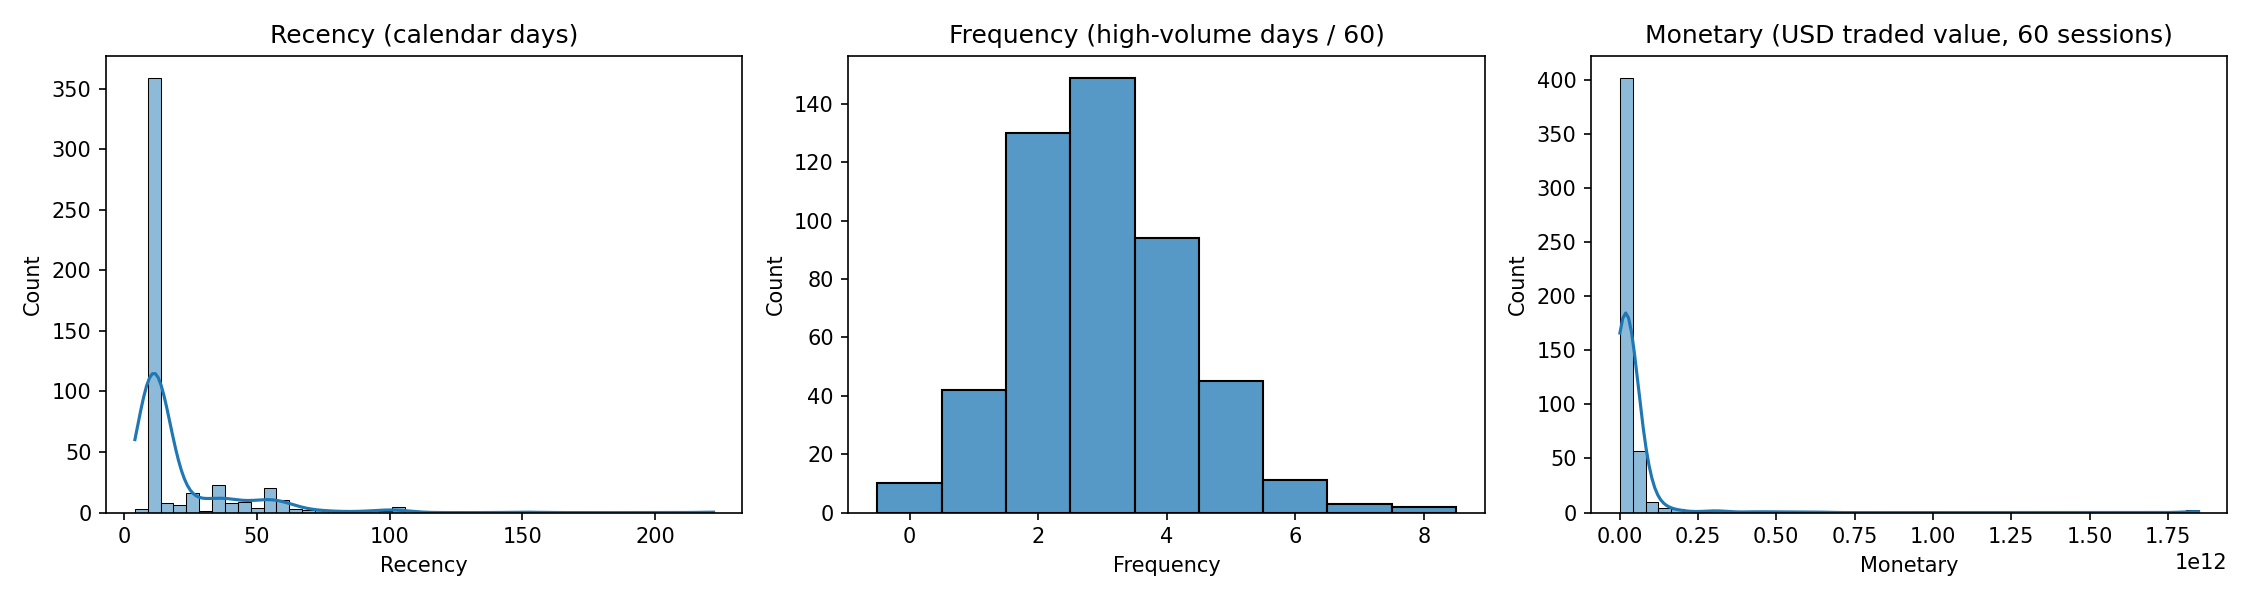 Recency (calendar days)
Count
350
300
250
200
150
100
50
0
0 50 100 150 200
Recency
Frequency (high-volume days / 60)
Count
140
120
100
80
60
40
20
0
0 2 4 6 8
Frequency
Monetary (USD traded value, 60 sessions)
Count
400
350
300
250
200
150
100
50
0
0.00 0.25 0.50 0.75 1.00 1.25 1.50 1.75
1e12
Monetary